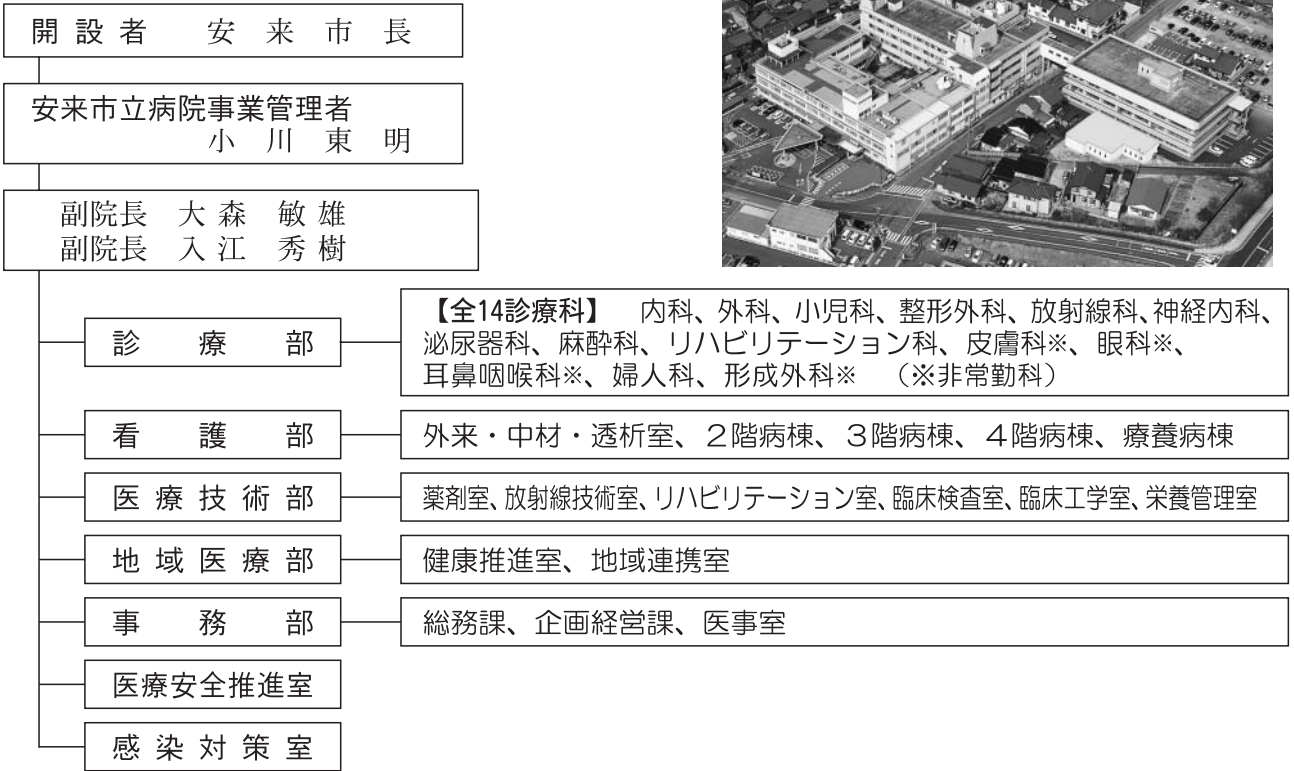 開設者　安来市長
安来市立病院事業管理者
小川東明
副院長　大森敏雄
副院長　入江秀樹
診療部
【全14診療科】　内科、外科、小児科、整形外科、放射線科、神経内科、
泌尿器科、麻酔科、リハビリテーション科、皮膚科※、眼科※、
耳鼻咽喉科※、婦人科、形成外科※　（※非常勤科）
看護部
外来・中材・透析室、２階病棟、３階病棟、４階病棟、療養病棟
医療技術部
薬剤室、放射線技術室、リハビリテーション室、臨床検査室、臨床工学室、栄養管理室
地域医療部
健康推進室、地域連携室
事務部
総務課、企画経営課、医事室
医療安全推進室
感染対策室